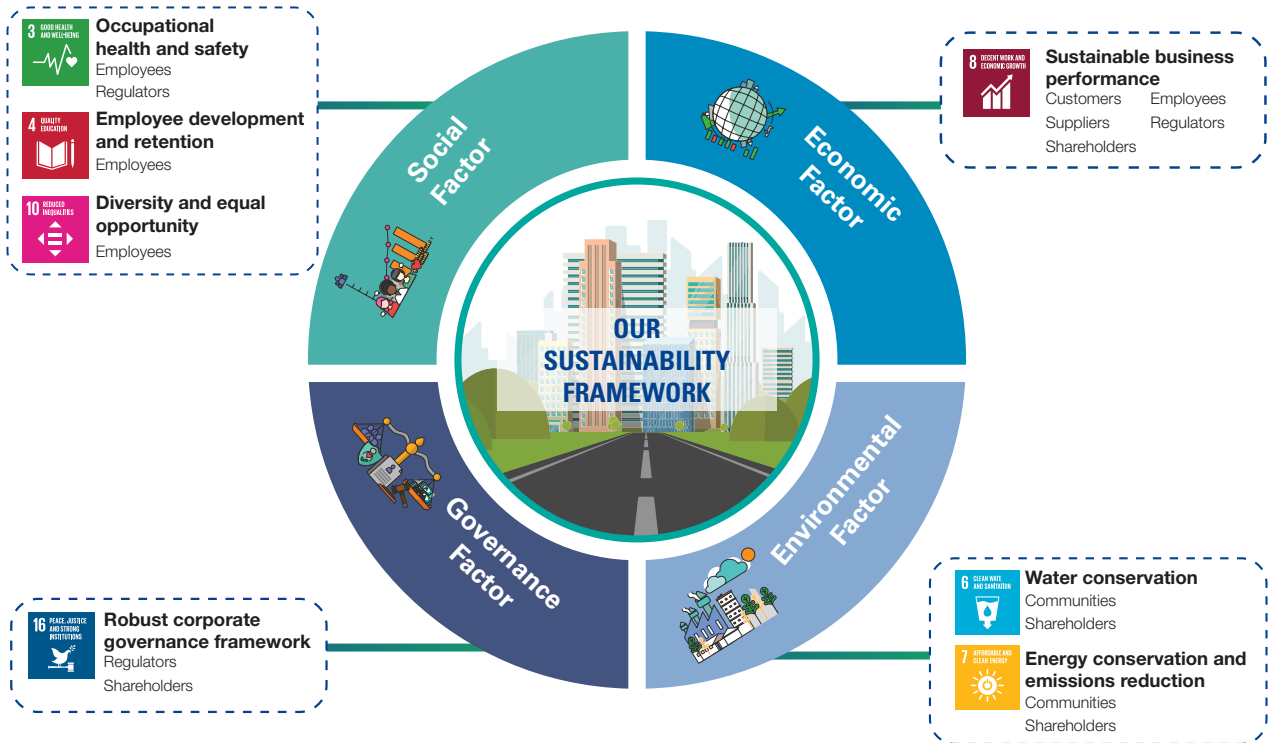 3 GOOD HEALTH
AND WELL-BEING
Occupational
health and safety
Employees
Regulators
4 QUALITY
EDUCATION
Employee development
and retention
Employees
10 REDUCED
INEQUALITIES
Diversity and equal
opportunity
Employees
Social
Factor
Economic
Factor
8 DECENT WORK AND
ECONOMIC GROWTH
Sustainable business
performance
Customers Employees
Suppliers Regulators
Shareholders
OUR
SUSTAINABILITY
FRAMEWORK
Governance
Factor
Environmental
Factor
16 PEACE, JUSTICE
AND STRONG
INSTITUTIONS
Robust corporate
governance framework
Regulators
Shareholders
6 CLEAN WATE
AND SANITATION
Water conservation
Communities
Shareholders
7 AFFORDABLE AND
CLEAN ENERGY
Energy conservation and
emissions reduction
Communities
Shareholders